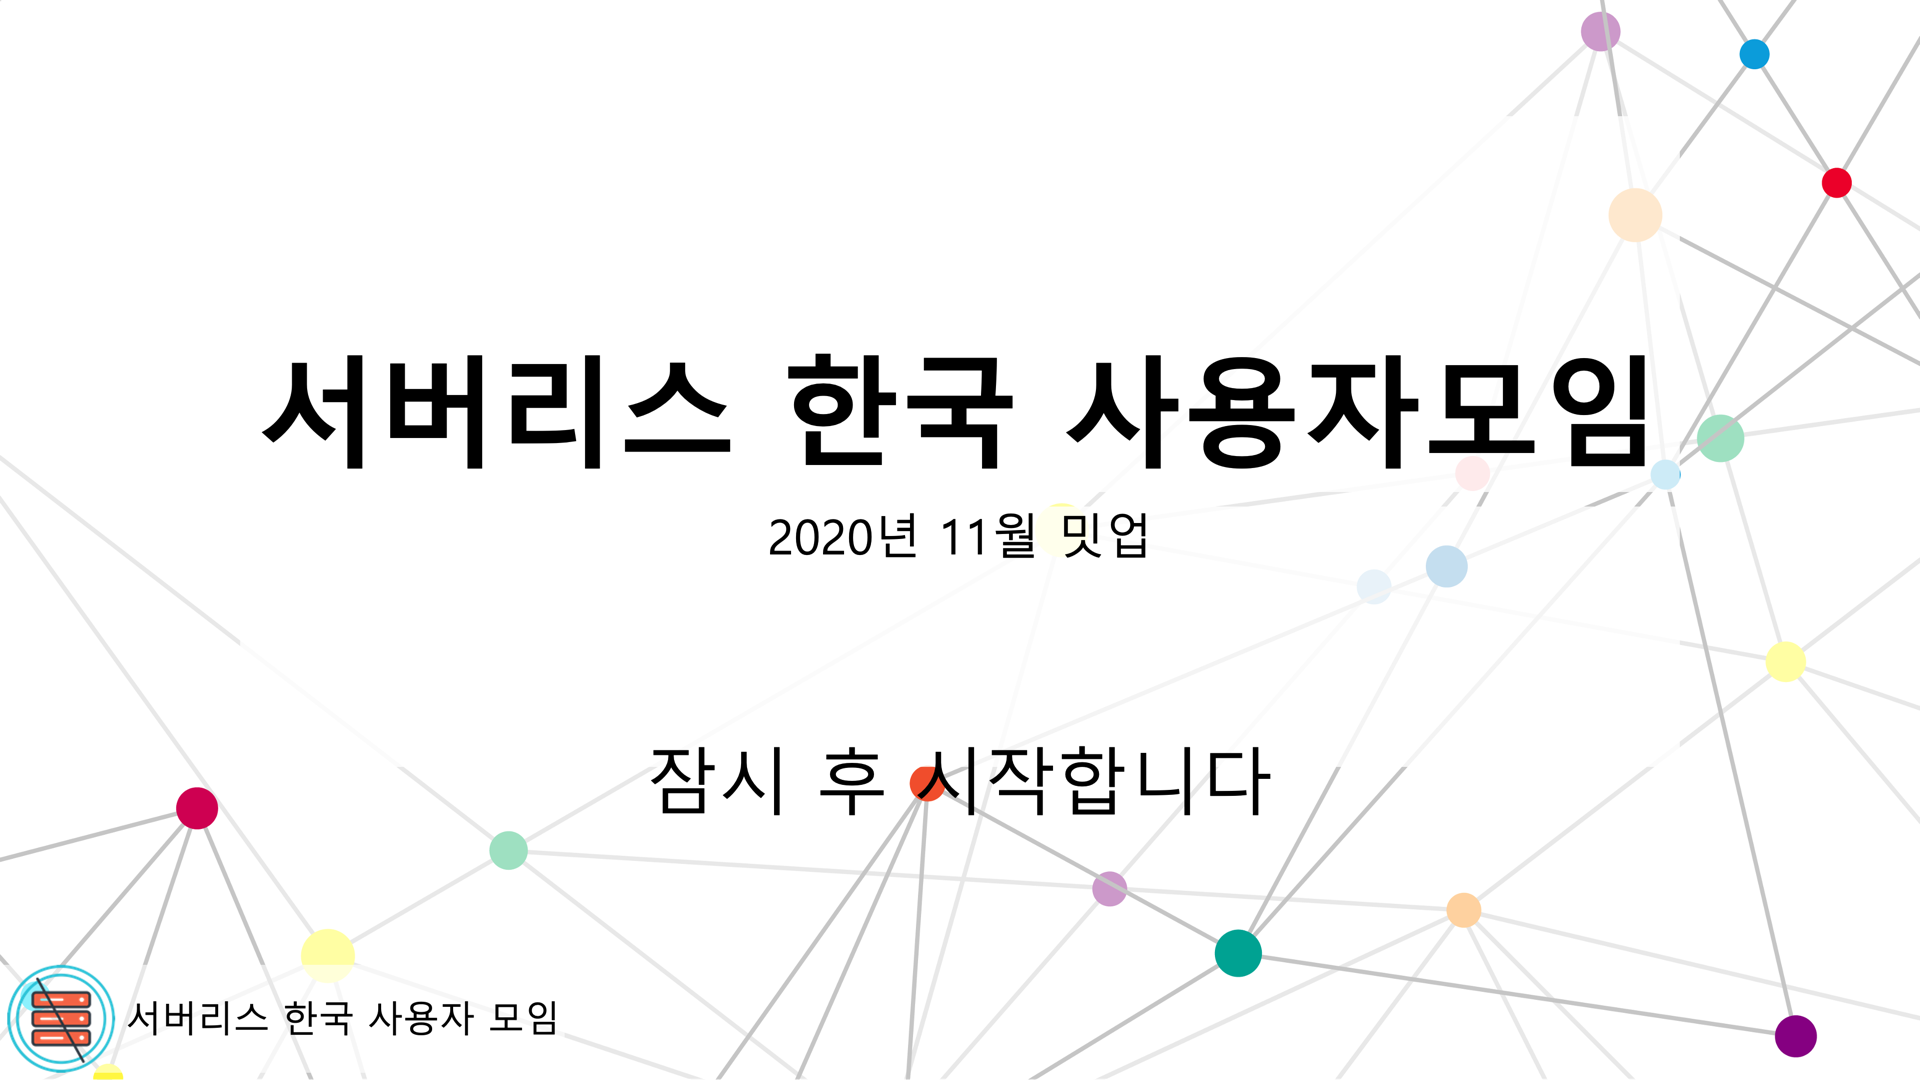 서버리스 한국 사용자모임
2020년 11월 밋업
잠시 후 시작합니다
서버리스 한국 사용자 모임